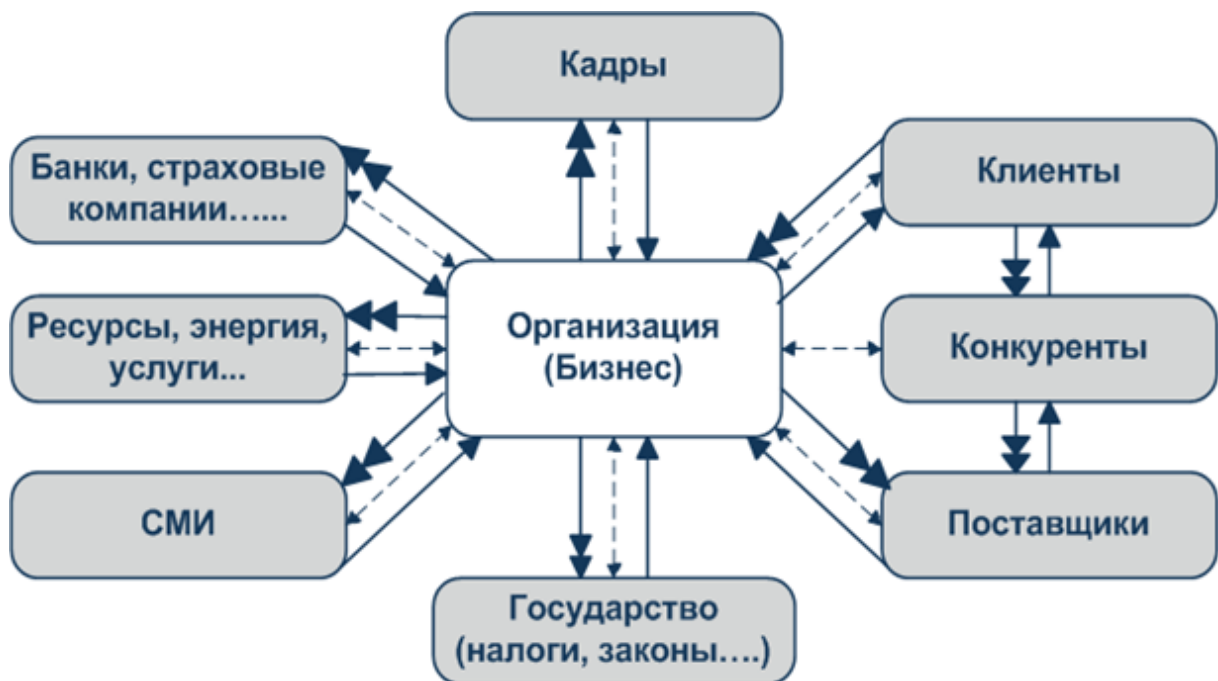 Кадры
Банки, страховые
компании…...
Клиенты
Ресурсы, энергия,
услуги...
Организация
(Бизнес)
Конкуренты
СМИ
Поставщики
Государство
(налоги, законы….)